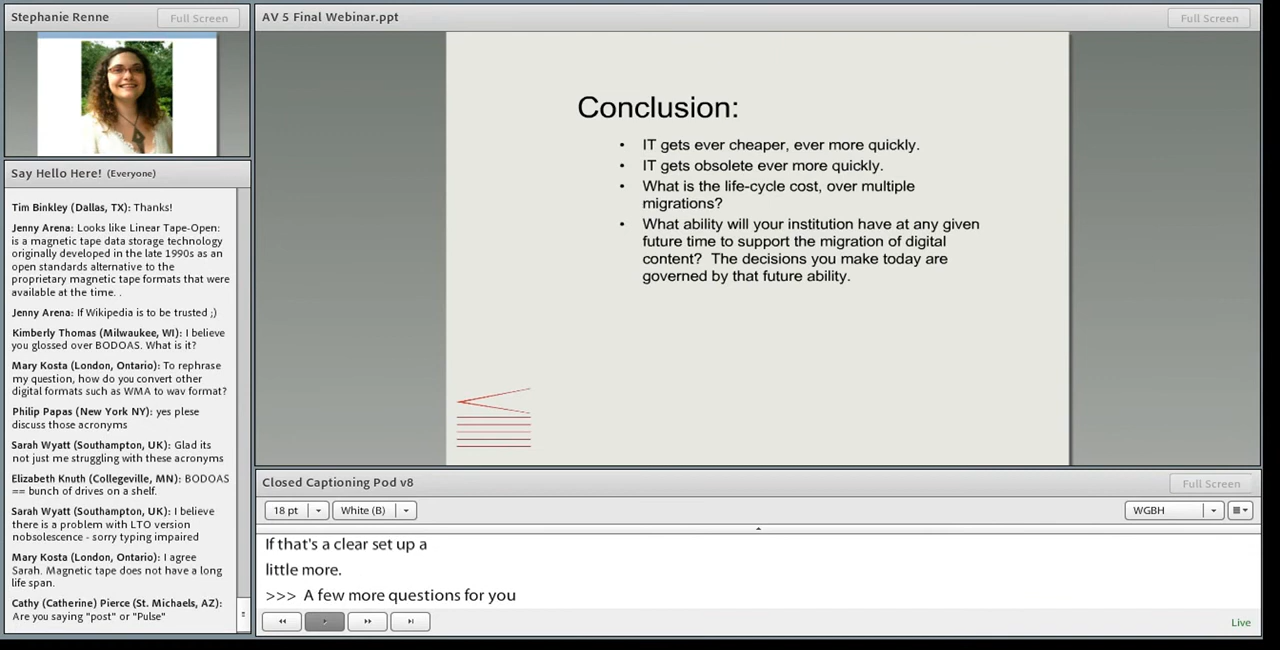 Stephanie Renne
Full Screen
AV 5 Final Webinar.ppt
Full Screen
Say Hello Here! (Everyone)
Tim Binkley (Dallas, TX): Thanks!
Jenny Arena: Looks like Linear Tape-Open:
is a magnetic tape data storage technology
originally developed in the late 1990s as an
open standards alternative to the
proprietary magnetic tape formats that were
available at the time. .
Jenny Arena: If Wikipedia is to be trusted ;)
Kimberly Thomas (Milwaukee, WI): I believe
you glossed over BODOAS. What is it?
Mary Kosta (London, Ontario): To rephrase
my question, how do you convert other
digital formats such as WMA to wav format?
Philip Papas (New York NY): yes plese
discuss those acronyms
Sarah Wyatt (Southampton, UK): Glad its
not just me struggling with these acronyms
Elizabeth Knuth (Collegeville, MN): BODOAS
== bunch of drives on a shelf.
Sarah Wyatt (Southampton, UK): I believe
there is a problem with LTO version
nobsolescence - sorry typing impaired
Mary Kosta (London, Ontario): I agree
Sarah. Magnetic tape does not have a long
life span.
Cathy (Catherine) Pierce (St. Michaels, AZ):
Are you saying "post" or "Pulse"
Conclusion:
• IT gets ever cheaper, ever more quickly.
• IT gets obsolete ever more quickly.
• What is the life-cycle cost, over multiple
migrations?
• What ability will your institution have at any given
future time to support the migration of digital
content?  The decisions you make today are
governed by that future ability.
Closed Captioning Pod v8
Full Screen
18 pt
White (B)
WGBH
If that's a clear set up a
little more.
>>> A few more questions for you
Live